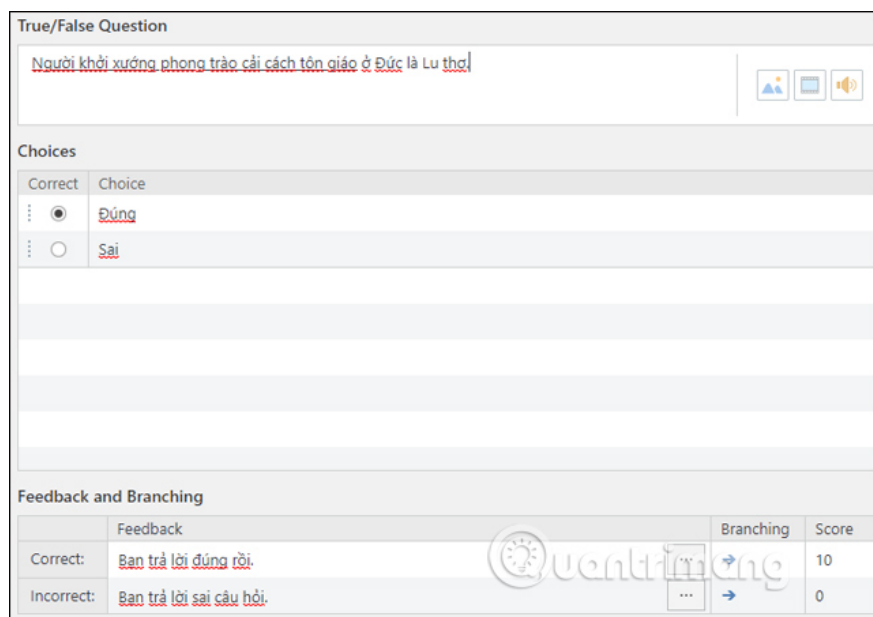 True/False Question
Người khởi xướng phong trào cải cách tôn giáo ở Đức là Lu thơ.
Choices
Correct Choice
Đúng
Sai
Feedback and Branching
Feedback Branching Score
Correct: Bạn trả lời đúng rồi. ... 10
Incorrect: Bạn trả lời sai câu hỏi. ... 0
Quantrimang